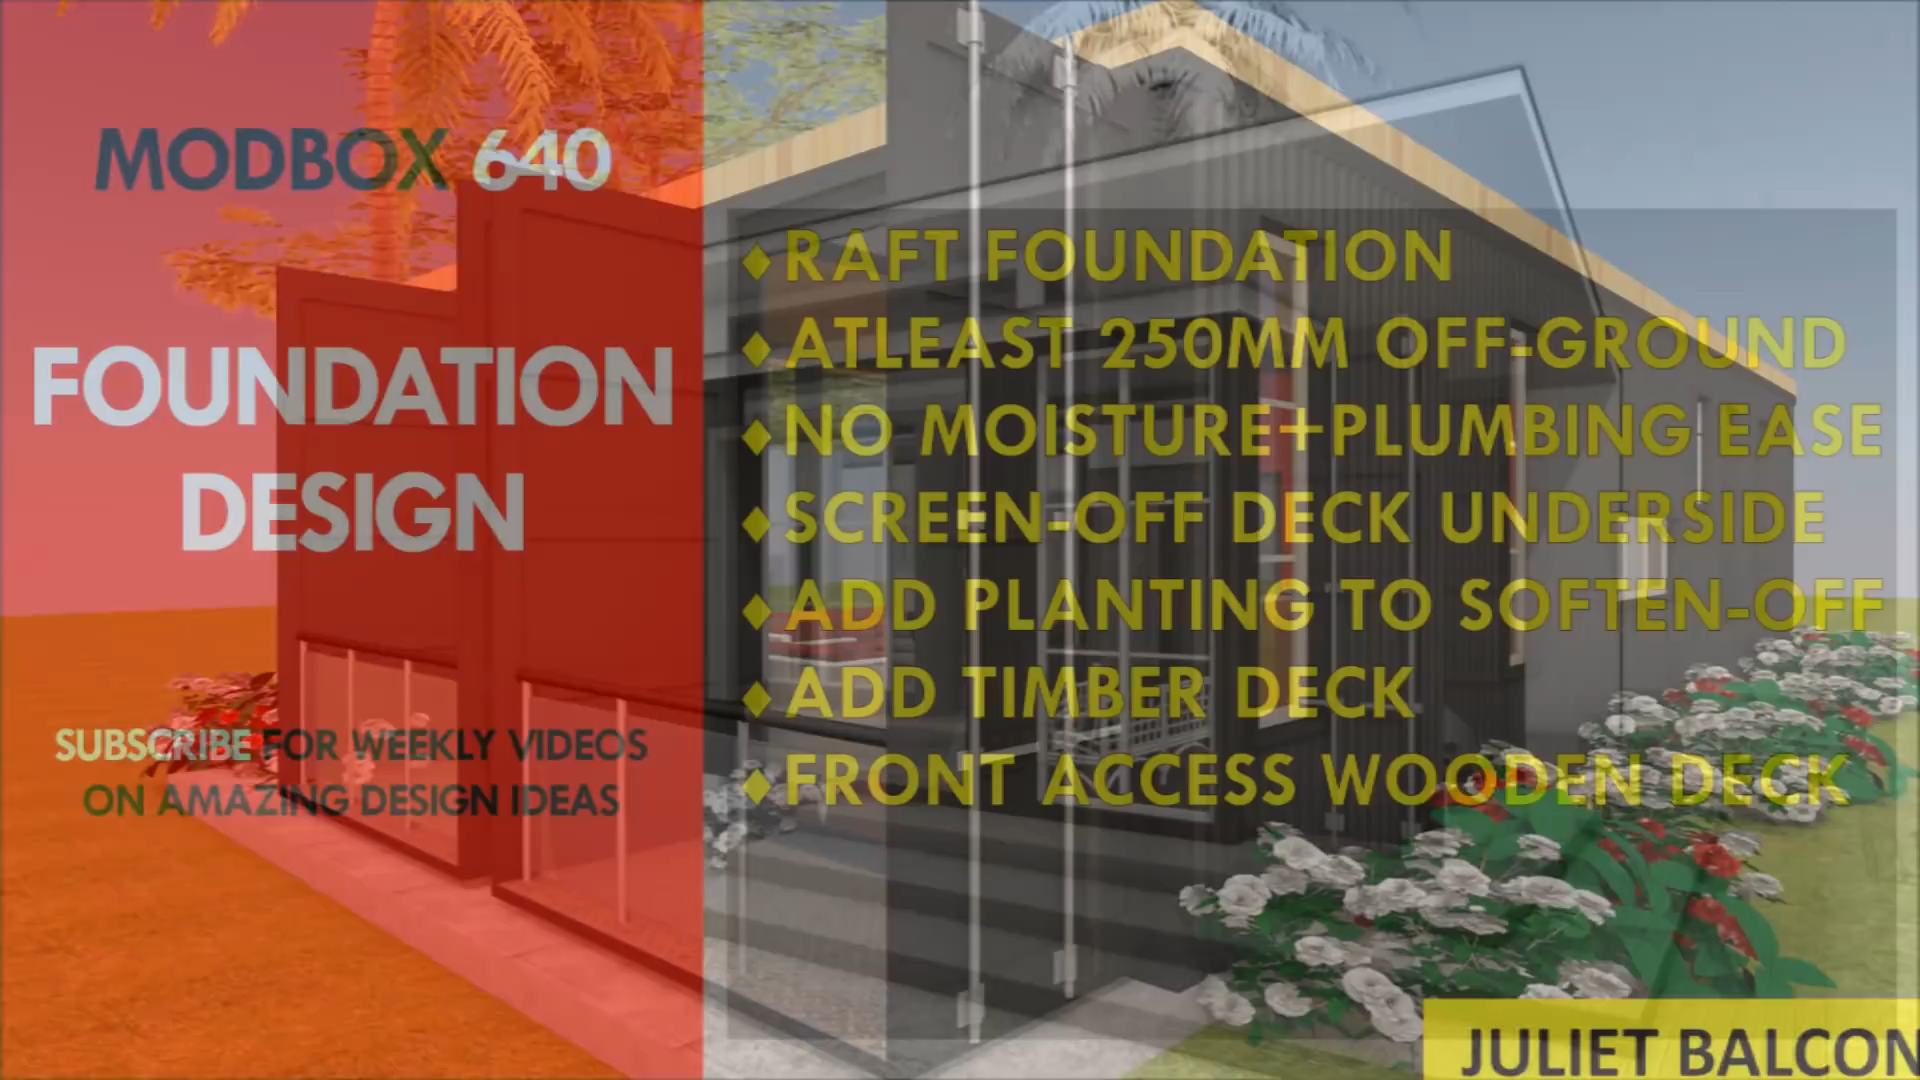 MODBOX 640
FOUNDATION
DESIGN
SUBSCRIBE FOR WEEKLY VIDEOS
ON AMAZING DESIGN IDEAS
♦RAFT FOUNDATION
♦ATLEAST 250MM OFF-GROUND
♦NO MOISTURE+PLUMBING EASE
♦SCREEN-OFF DECK UNDERSIDE
♦ADD PLANTING TO SOFTEN-OFF
♦ADD TIMBER DECK
♦FRONT ACCESS WOODEN DECK
JULIET BALCON